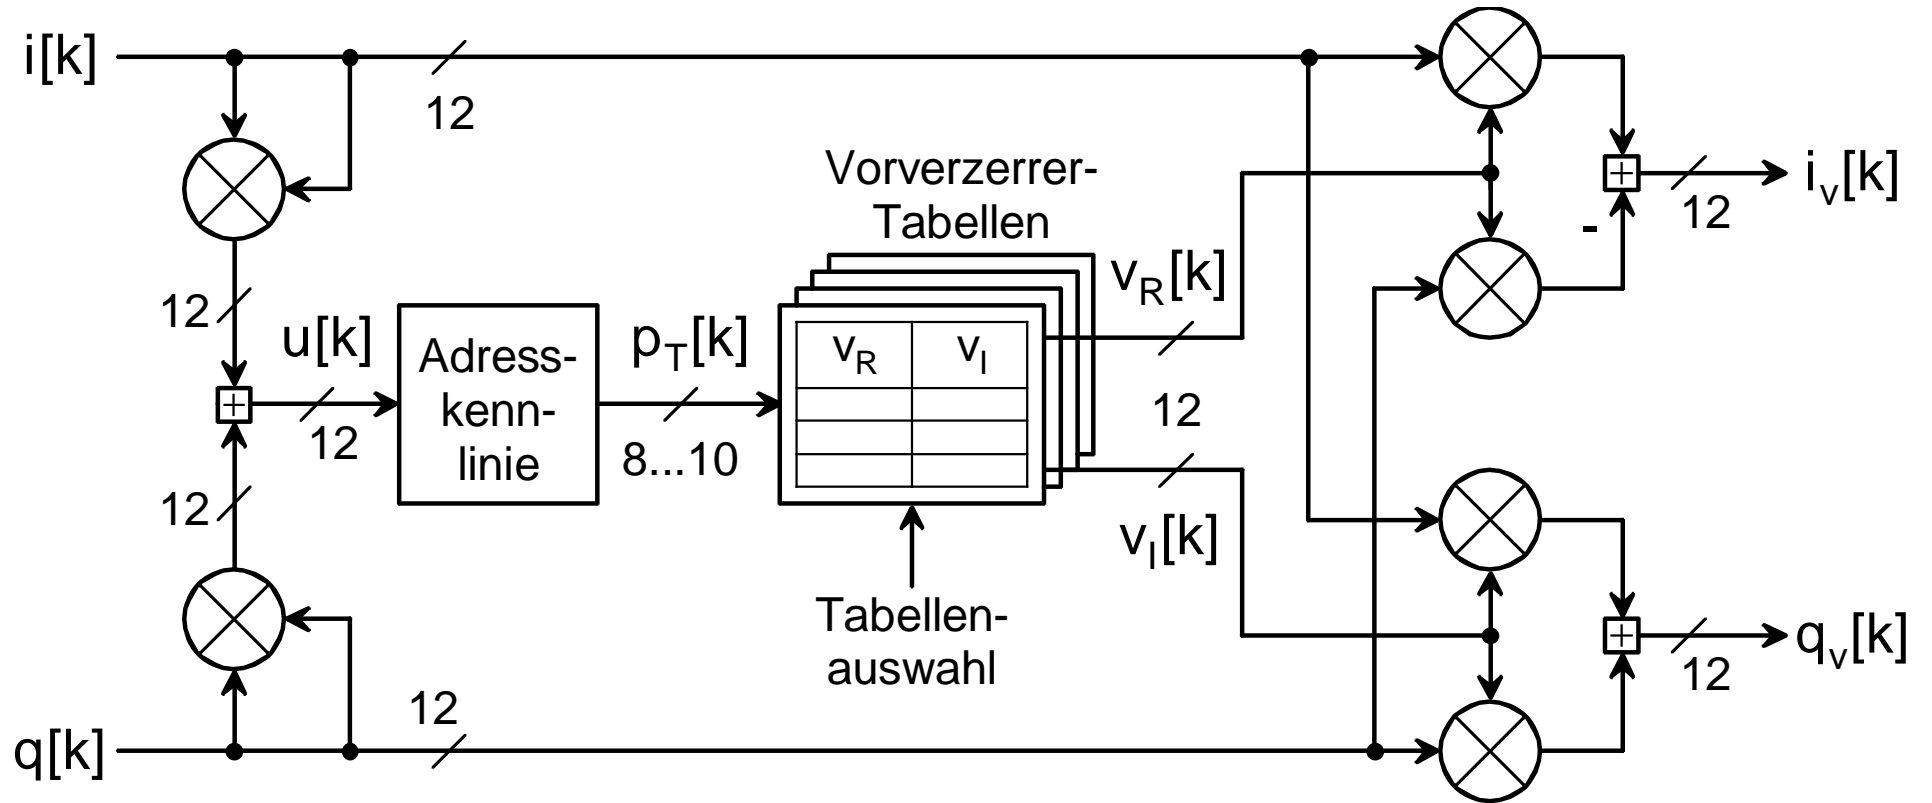 i[k]
12
12
u[k]
12
12
Adress-
kenn-
linie
p_T[k]
8...10
Vorverzerrer-
Tabellen
v_R
v_I
Tabellen-
auswahl
v_R[k]
12
v_I[k]
-
12
i_v[k]
12
q_v[k]
12
q[k]